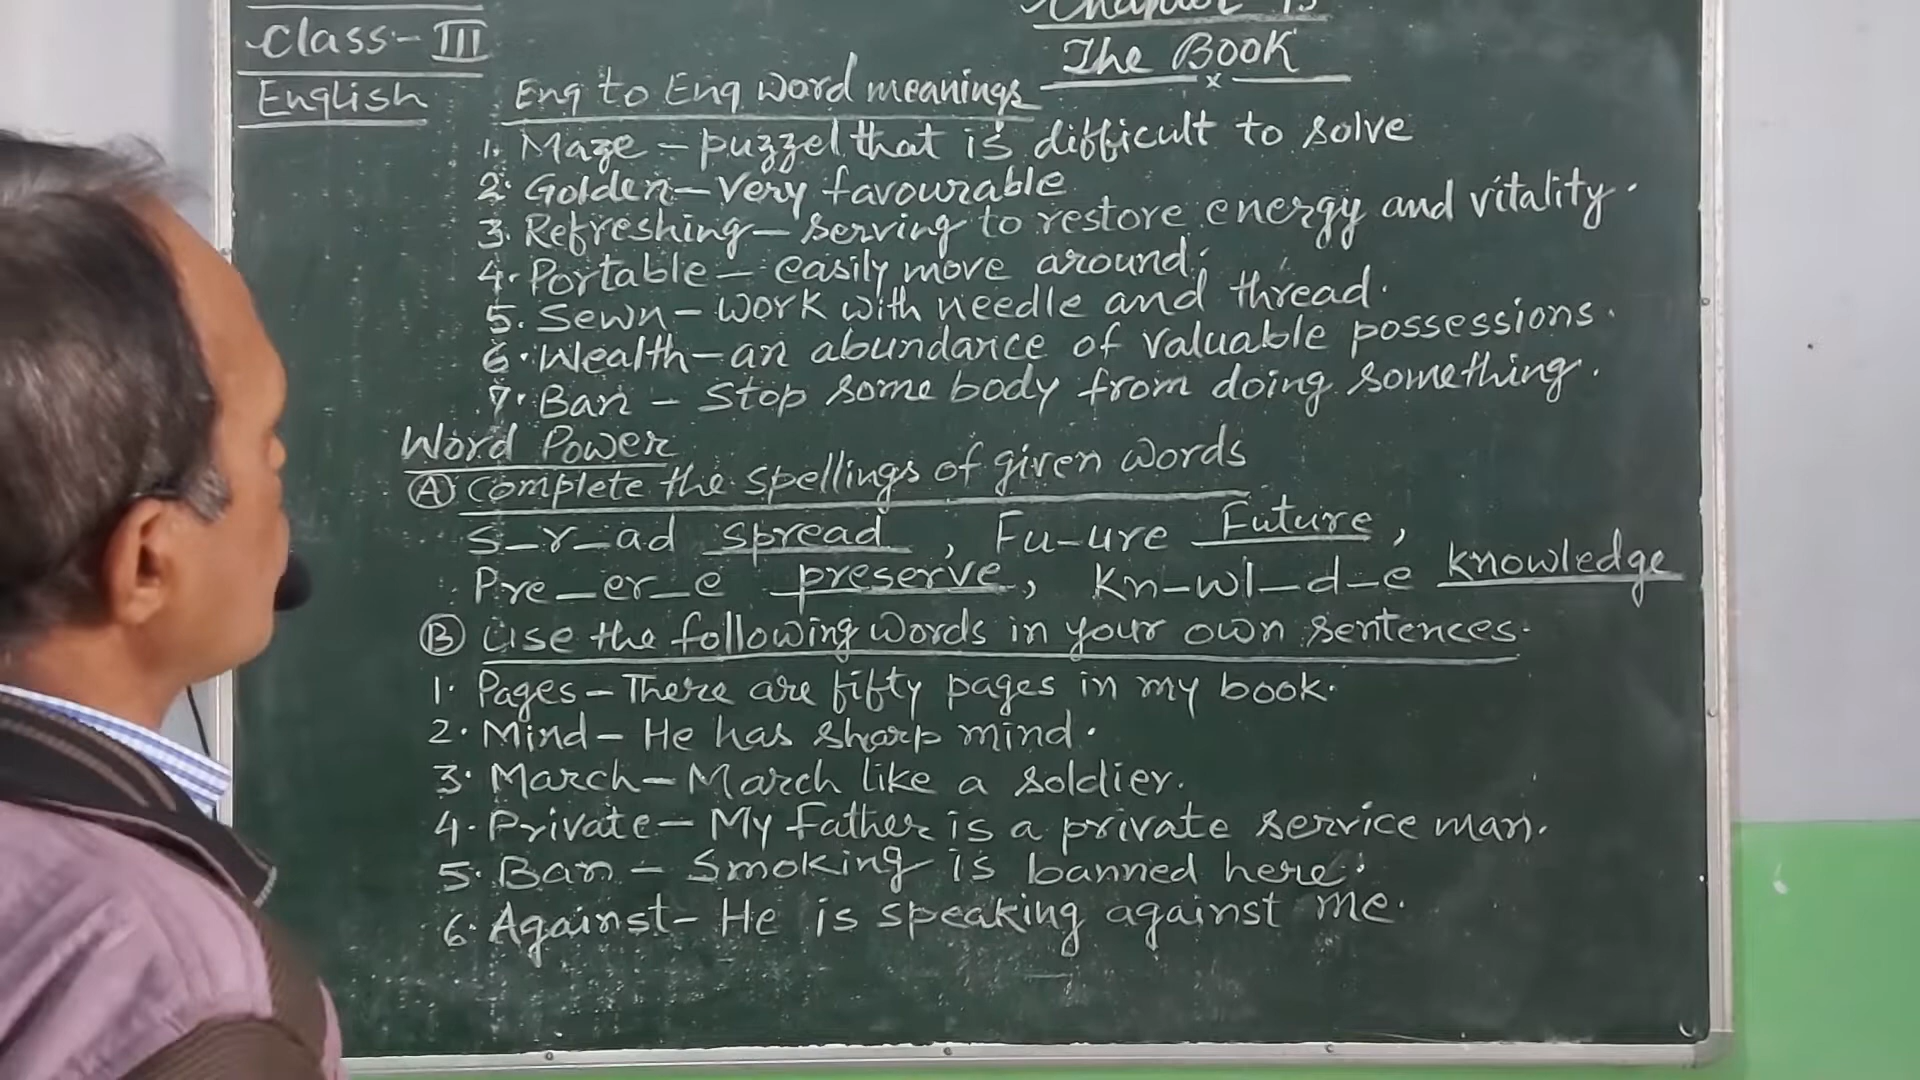 Class - III
Chapter 13
The Book
English
Eng to Eng word meanings
1. Maze - puzzel that is difficult to solve
2. Golden - Very favourable
3. Refreshing - serving to restore energy and vitality.
4. Portable - easily move around.
5. Sewn - work with needle and thread.
6. Wealth - an abundance of valuable possessions.
7. Ban - Stop some body from doing something.
Word Power
(A) Complete the spellings of given words
S_r_ad spread , Fu-ure Future,
Pre_er_e preserve, Kn-wl_d_e knowledge
(B) Use the following words in your own sentences.
1. Pages - There are fifty pages in my book.
2. Mind - He has sharp mind.
3. March - March like a soldier.
4. Private - My Father is a private service man.
5. Ban - Smoking is banned here.
6. Against - He is speaking against me.